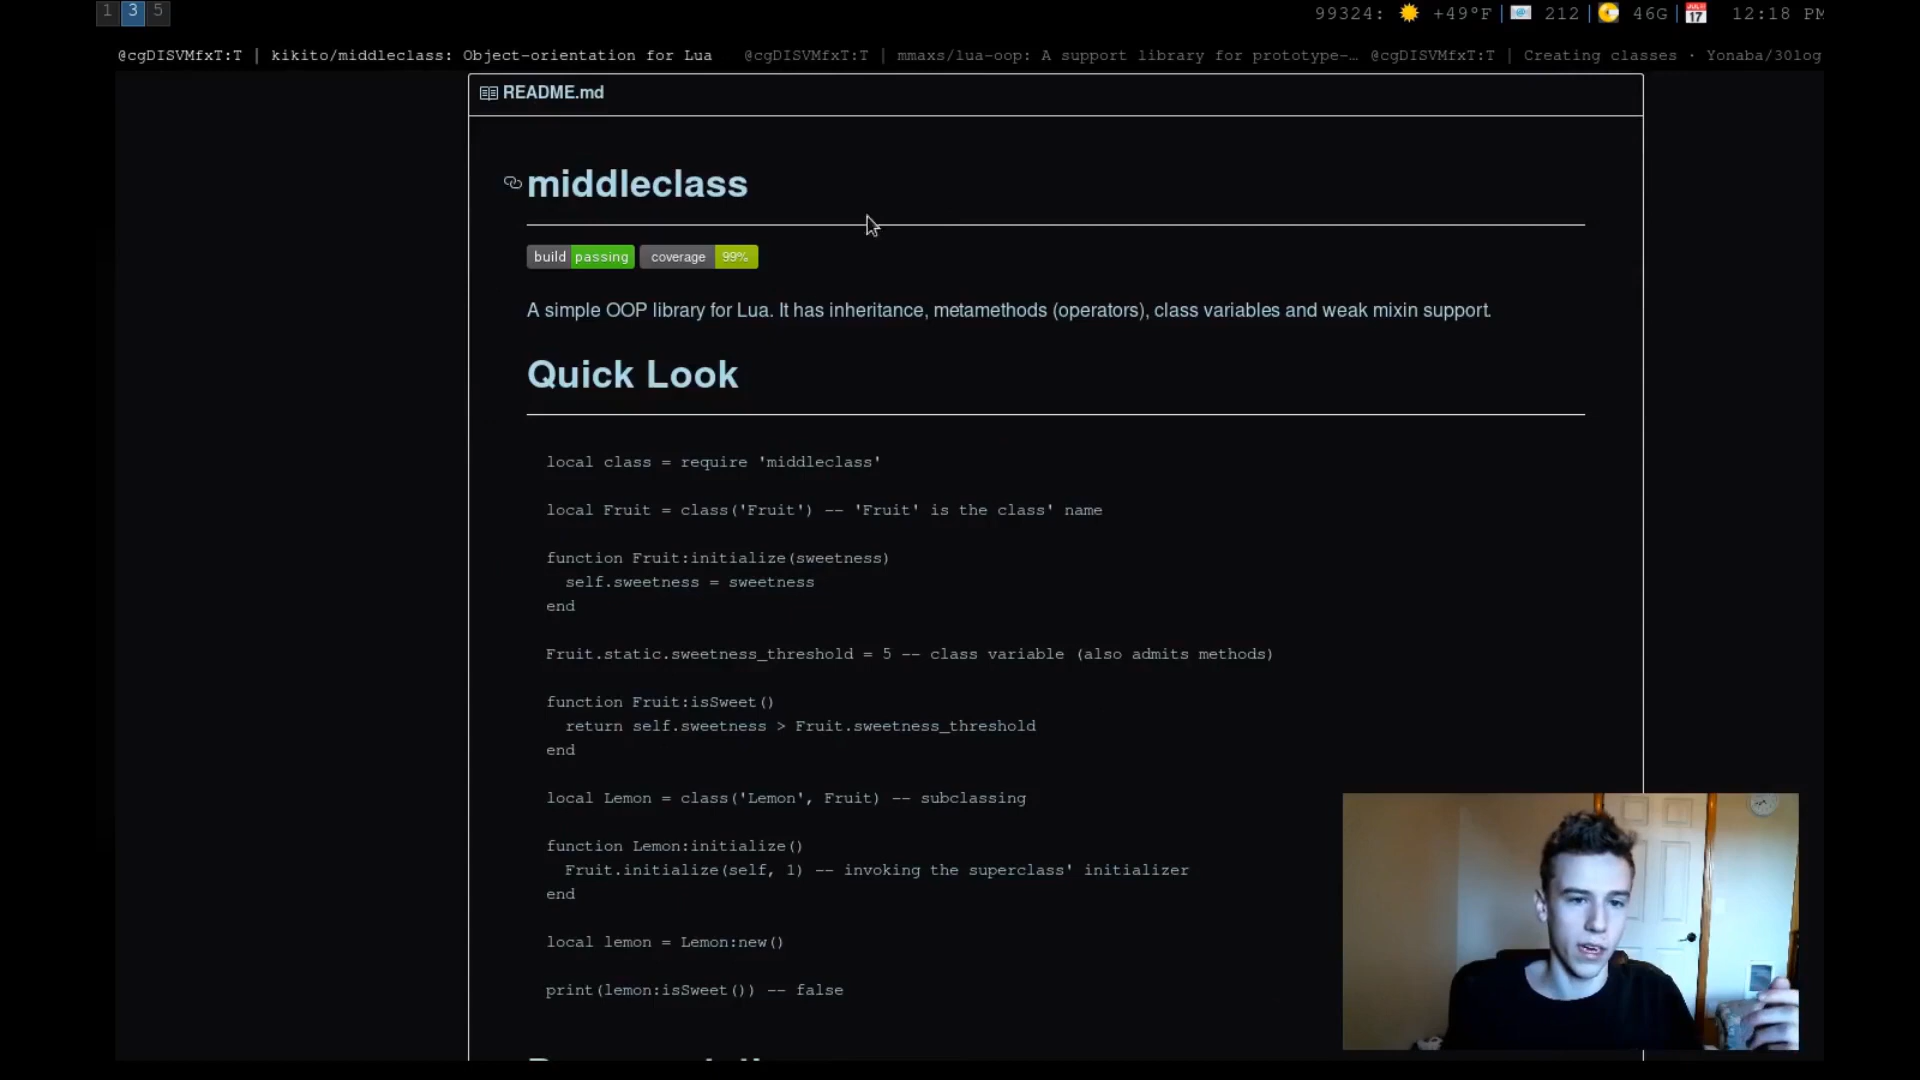 1 3 5
99324: +49°F | 212 | 46G | JULY 17 12:18 PM
@cgDISVMfxT:T | kikito/middleclass: Object-orientation for Lua @cgDISVMfxT:T | mmaxs/lua-oop: A support library for prototype-… @cgDISVMfxT:T | Creating classes · Yonaba/30log
README.md
middleclass
build passing coverage 99%
A simple OOP library for Lua. It has inheritance, metamethods (operators), class variables and weak mixin support.
Quick Look
local class = require 'middleclass'
local Fruit = class('Fruit') -- 'Fruit' is the class' name
function Fruit:initialize(sweetness)
self.sweetness = sweetness
end
Fruit.static.sweetness_threshold = 5 -- class variable (also admits methods)
function Fruit:isSweet()
return self.sweetness > Fruit.sweetness_threshold
end
local Lemon = class('Lemon', Fruit) -- subclassing
function Lemon:initialize()
Fruit.initialize(self, 1) -- invoking the superclass' initializer
end
local lemon = Lemon:new()
print(lemon:isSweet()) -- false